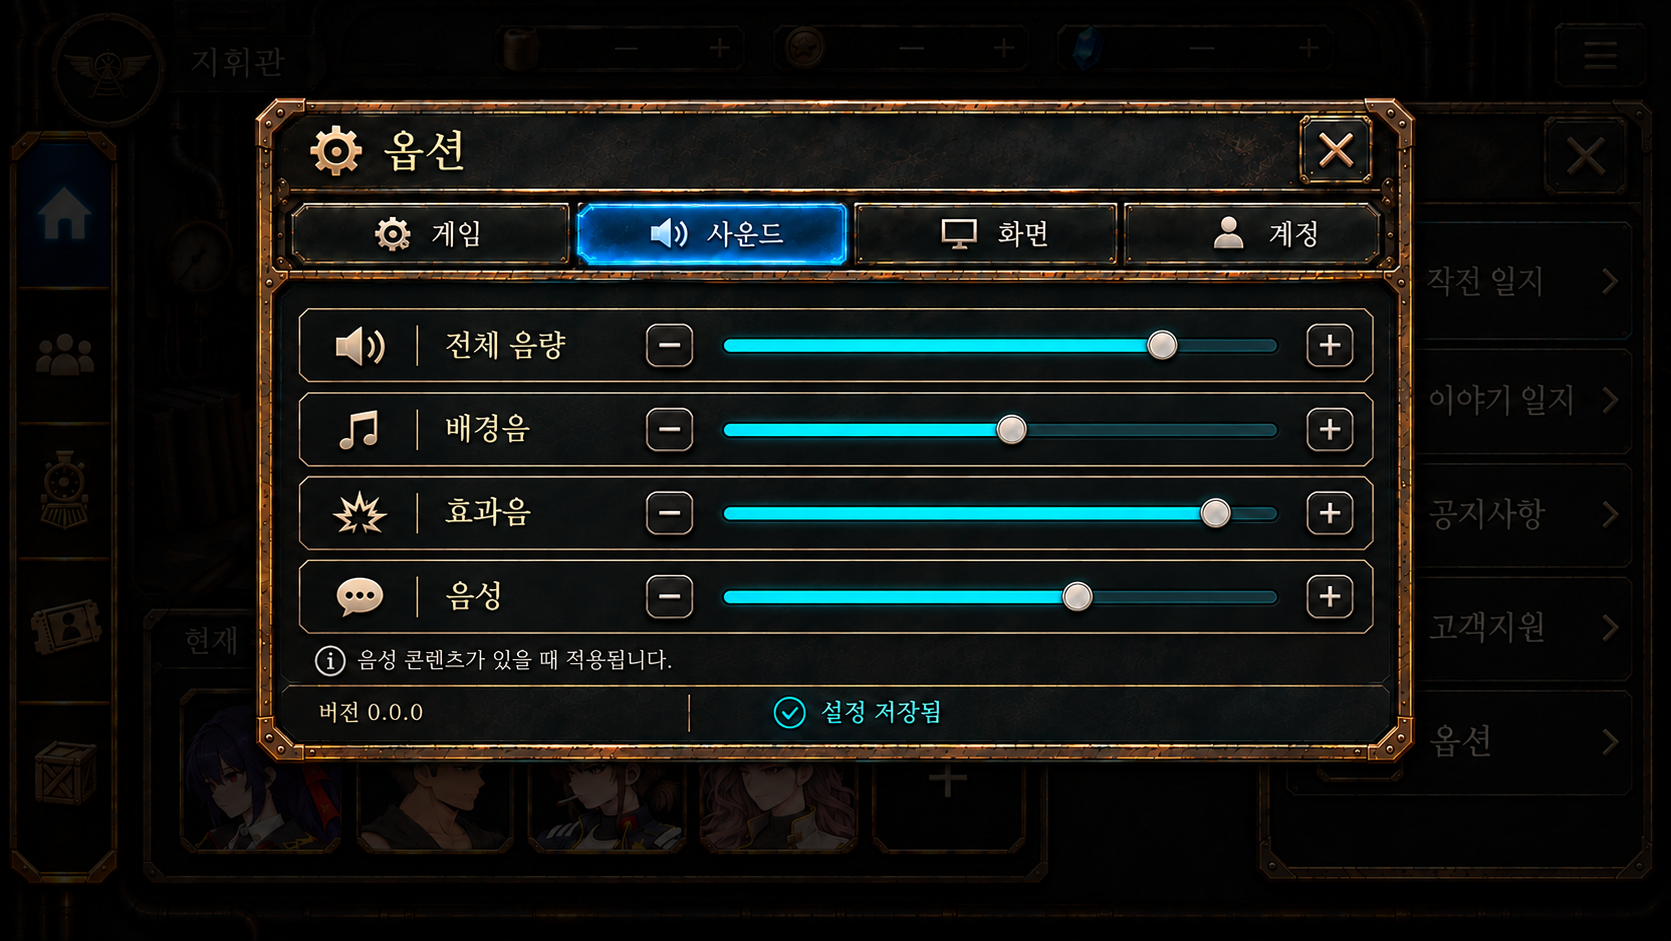 지휘관
옵션
게임
사운드
화면
계정
전체 음량
배경음
효과음
음성
음성 콘렌츠가 있을 때 적용됩니다.
버전 0.0.0
설정 저장됨
작전 일지
이야기 일지
공지사항
고객지원
옵션
현재